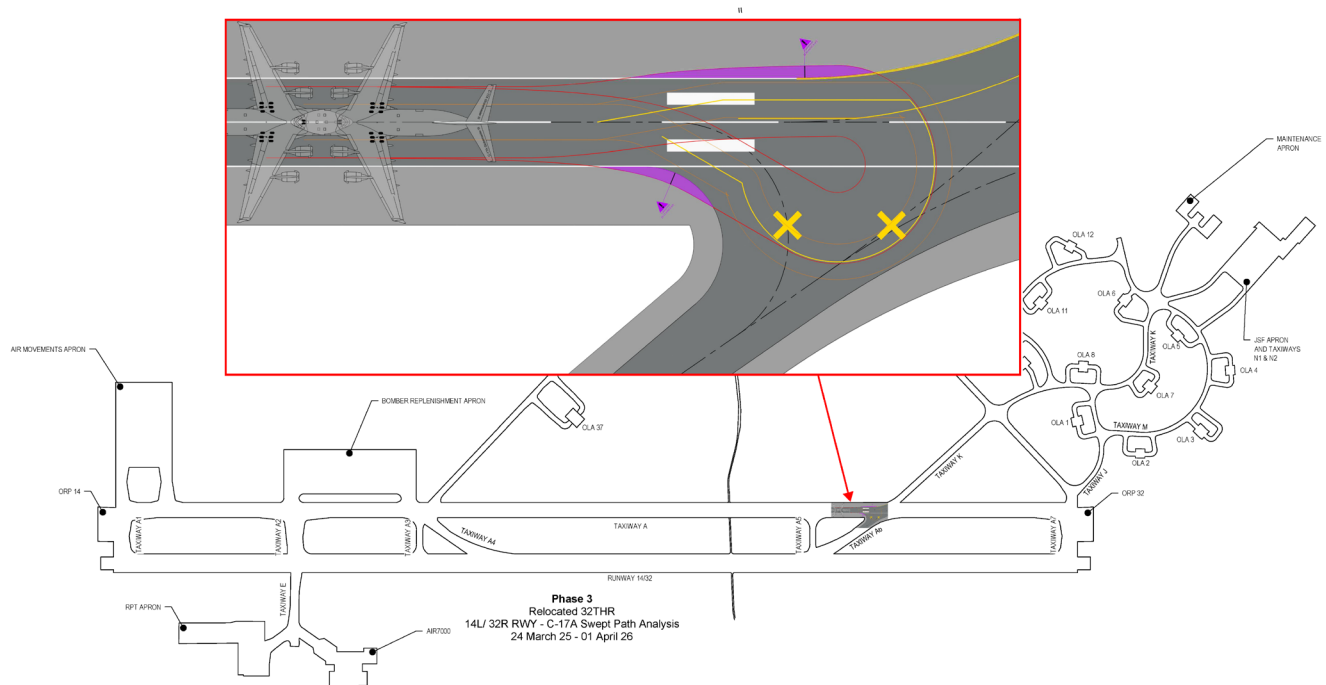 MAINTENANCE
APRON
OLA 12
OLA 11
OLA 6
OLA 5
TAXIWAY K
JSF APRON
AND TAXIWAYS
N1 & N2
OLA 8
OLA 4
OLA 7
OLA 1
TAXIWAY M
OLA 3
OLA 2
AIR MOVEMENTS APRON
BOMBER REPLENISHMENT APRON
OLA 37
TAXIWAY K
TAXIWAY J
ORP 14
ORP 32
TAXIWAY A1
TAXIWAY A2
TAXIWAY A3
TAXIWAY A4
TAXIWAY A
TAXIWAY A5
TAXIWAY A7
RUNWAY 14/32
TAXIWAY E
RPT APRON
AIR7000
Phase 3
Relocated 32THR
14L/ 32R RWY - C-17A Swept Path Analysis
24 March 25 - 01 April 26